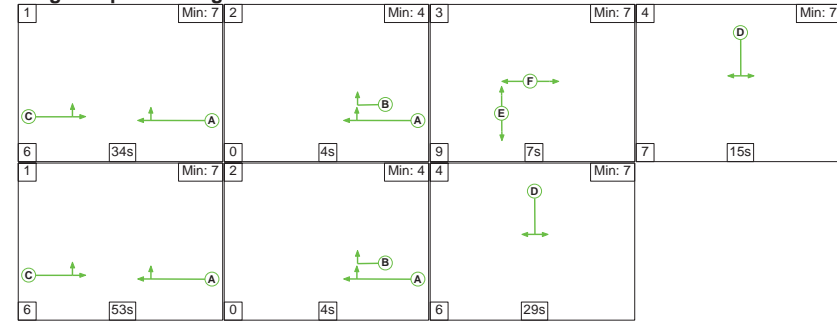 1 Min: 7 2 Min: 4 3 Min: 7 4 Min: 7
D
F
C A B A E
6 34s 0 4s 9 7s 7 15s
1 Min: 7 2 Min: 4 4 Min: 7
D
C A B A
6 53s 0 4s 6 29s